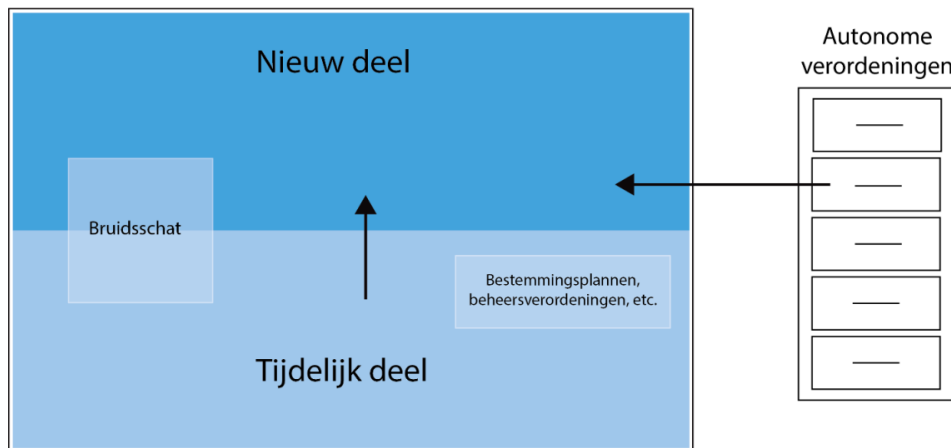 Nieuw deel
Autonome
verordeningen
Bruidsschat
Bestemmingsplannen,
beheersverordeningen, etc.
Tijdelijk deel